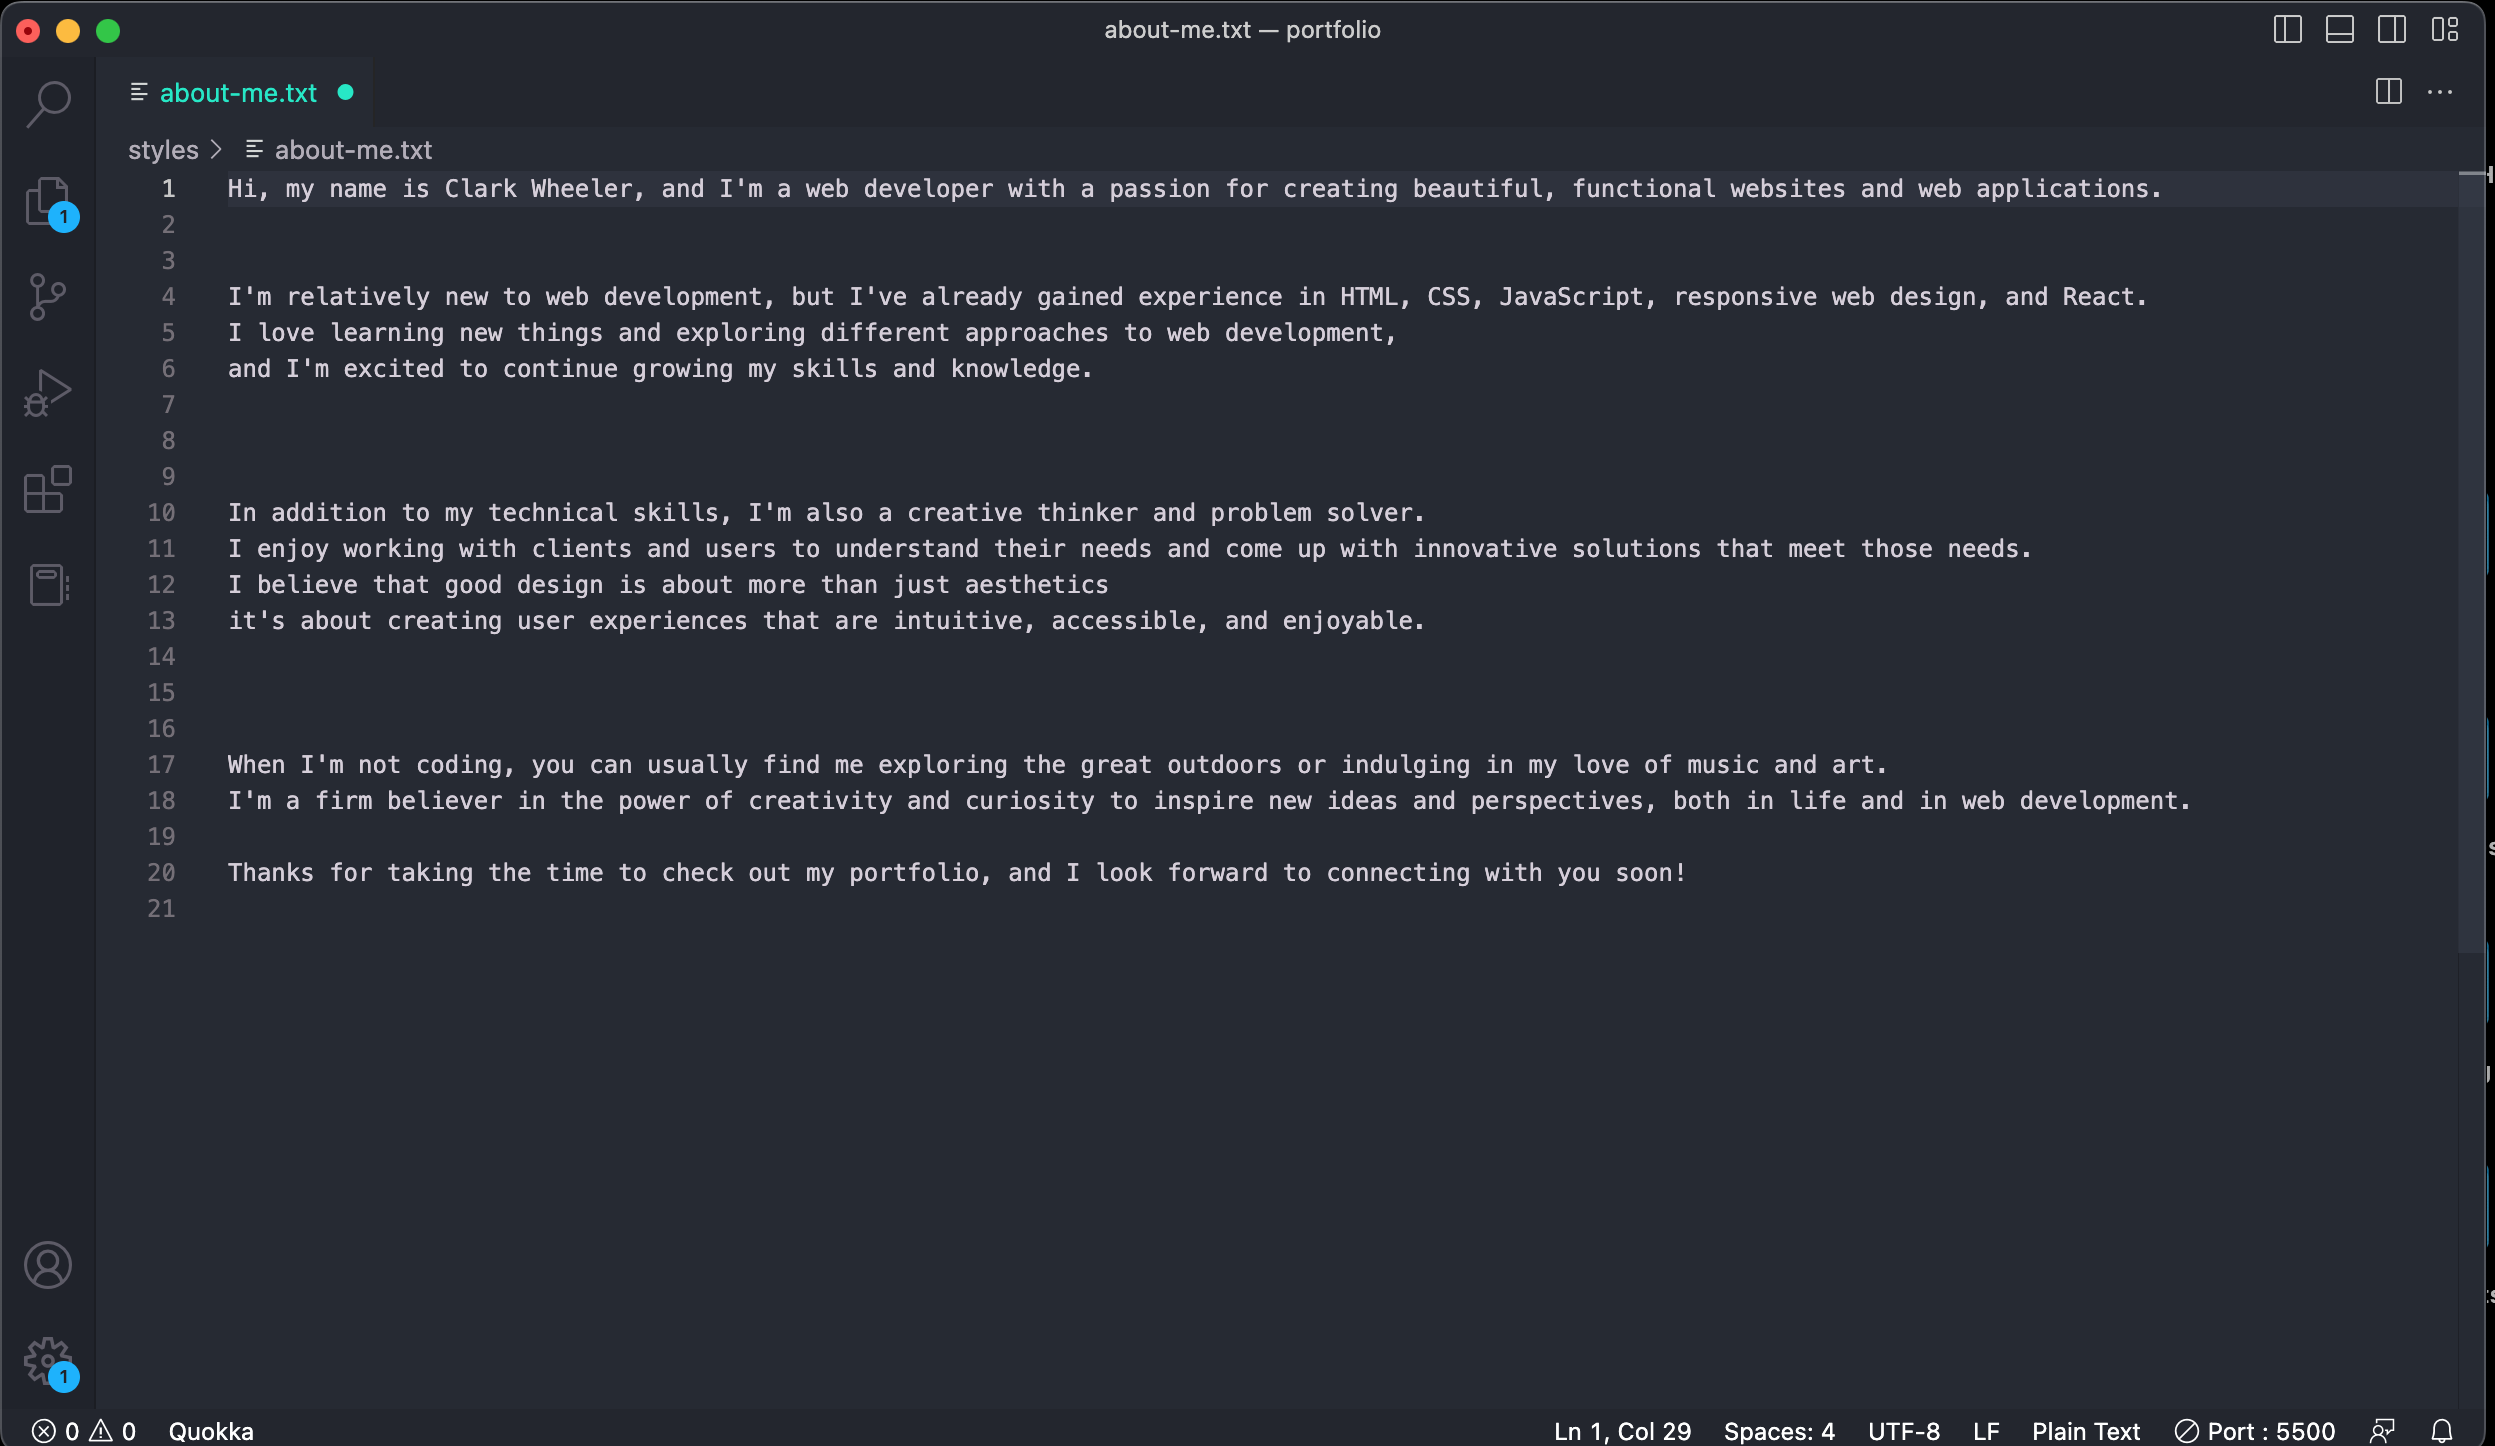 about-me.txt — portfolio
about-me.txt
styles > about-me.txt
1 Hi, my name is Clark Wheeler, and I'm a web developer with a passion for creating beautiful, functional websites and web applications.
2
3
4 I'm relatively new to web development, but I've already gained experience in HTML, CSS, JavaScript, responsive web design, and React.
5 I love learning new things and exploring different approaches to web development,
6 and I'm excited to continue growing my skills and knowledge.
7
8
9
10 In addition to my technical skills, I'm also a creative thinker and problem solver.
11 I enjoy working with clients and users to understand their needs and come up with innovative solutions that meet those needs.
12 I believe that good design is about more than just aesthetics
13 it's about creating user experiences that are intuitive, accessible, and enjoyable.
14
15
16
17 When I'm not coding, you can usually find me exploring the great outdoors or indulging in my love of music and art.
18 I'm a firm believer in the power of creativity and curiosity to inspire new ideas and perspectives, both in life and in web development.
19
20 Thanks for taking the time to check out my portfolio, and I look forward to connecting with you soon!
21
1
1
0 0 Quokka Ln 1, Col 29 Spaces: 4 UTF-8 LF Plain Text Port : 5500